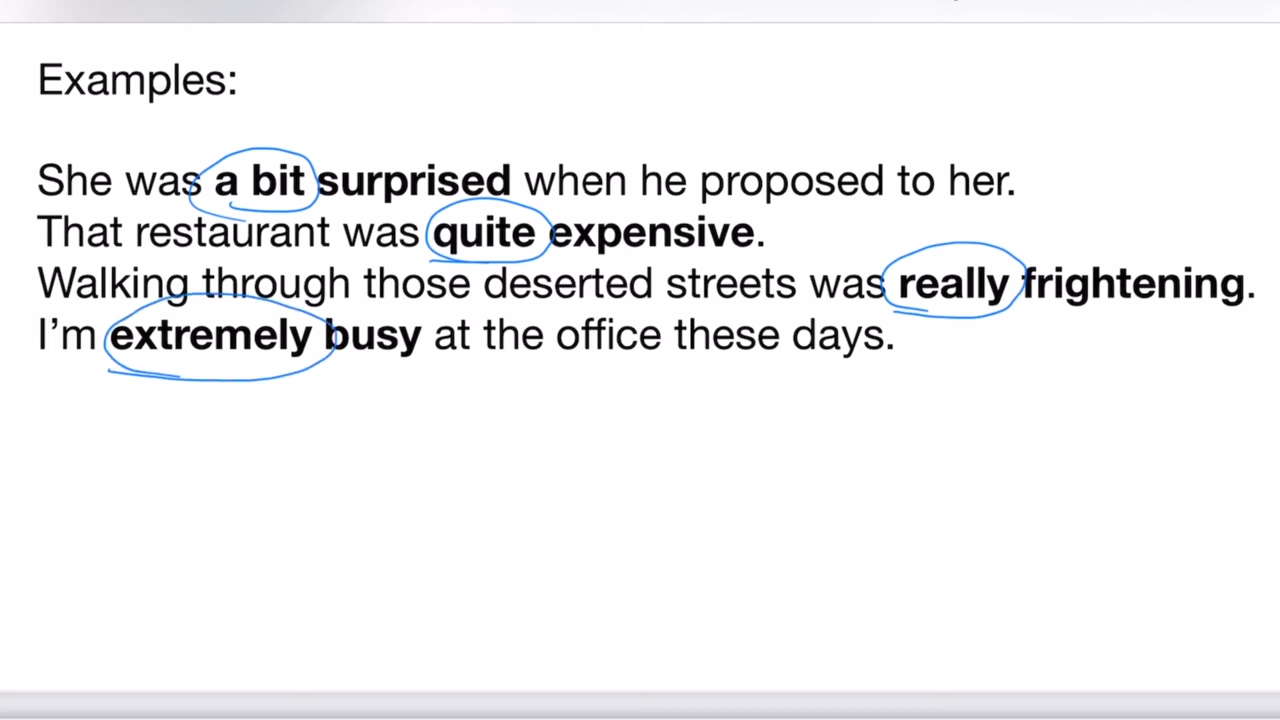 Examples:
She was a bit surprised when he proposed to her.
That restaurant was quite expensive.
Walking through those deserted streets was really frightening.
I’m extremely busy at the office these days.